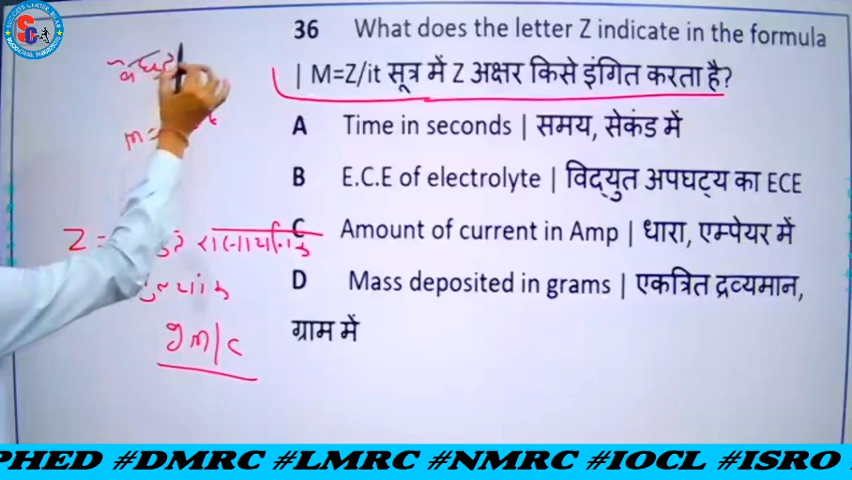 36 What does the letter Z indicate in the formula
| M=Z/it सूत्र में Z अक्षर किसे इंगित करता है?
A Time in seconds | समय, सेकंड में
B E.C.E of electrolyte | विद्युत अपघट्य का ECE
C Amount of current in Amp | धारा, एम्पेयर में
D Mass deposited in grams | एकत्रित द्रव्यमान,
ग्राम में
m=
Z =
gm/c
PHED #DMRC #LMRC #NMRC #IOCL #ISRO